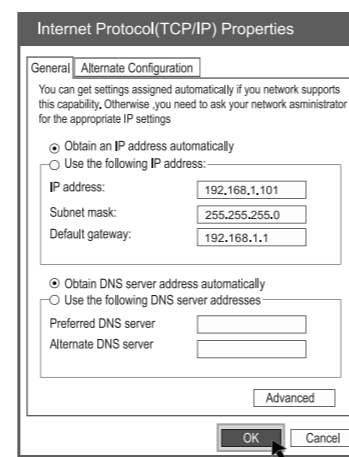 Internet Protocol(TCP/IP) Properties
General Alternate Configuration
You can get settings assigned automatically if you network supports
this capability. Otherwise ,you need to ask your network asministrator
for the appropriate IP settings
Obtain an IP address automatically
Use the following IP address:
IP address: 192.168.1.101
Subnet mask: 255.255.255.0
Default gateway: 192.168.1.1
Obtain DNS server address automatically
Use the following DNS server addresses
Preferred DNS server
Alternate DNS server
Advanced
OK Cancel